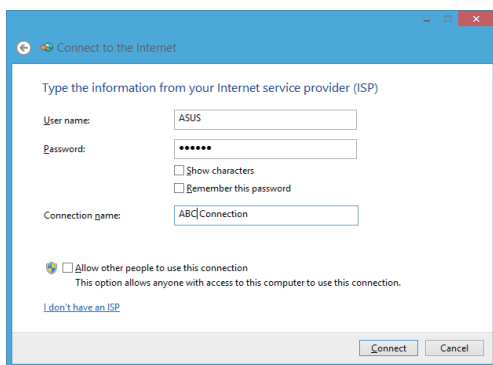 Connect to the Internet
Type the information from your Internet service provider (ISP)
User name: ASUS
Password: ••••••
Show characters
Remember this password
Connection name: ABC Connection
Allow other people to use this connection
This option allows anyone with access to this computer to use this connection.
I don't have an ISP
Connect Cancel